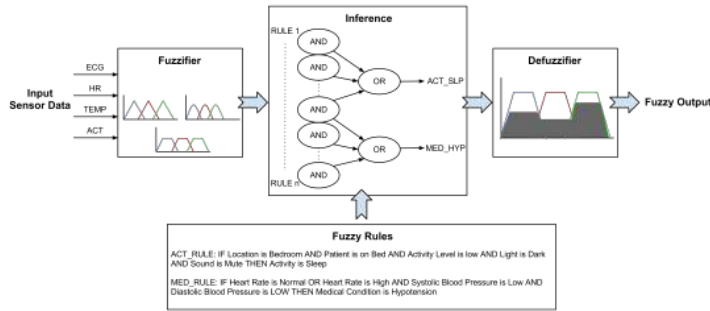 Inference
RULE 1
Fuzzifier
Defuzzifier
Input
Sensor Data
ECG
HR
TEMP
ACT
AND
AND
AND
AND
AND
OR
OR
ACT_SLP
MED_HYP
RULE n
Fuzzy Output
Fuzzy Rules
ACT_RULE: IF Location is Bedroom AND Patient is on Bed AND Activity Level is low AND Light is Dark
AND Sound is Mute THEN Activity is Sleep
MED_RULE: IF Heart Rate is Normal OR Heart Rate is High AND Systolic Blood Pressure is Low AND
Diastolic Blood Pressure is LOW THEN Medical Condition is Hypotension